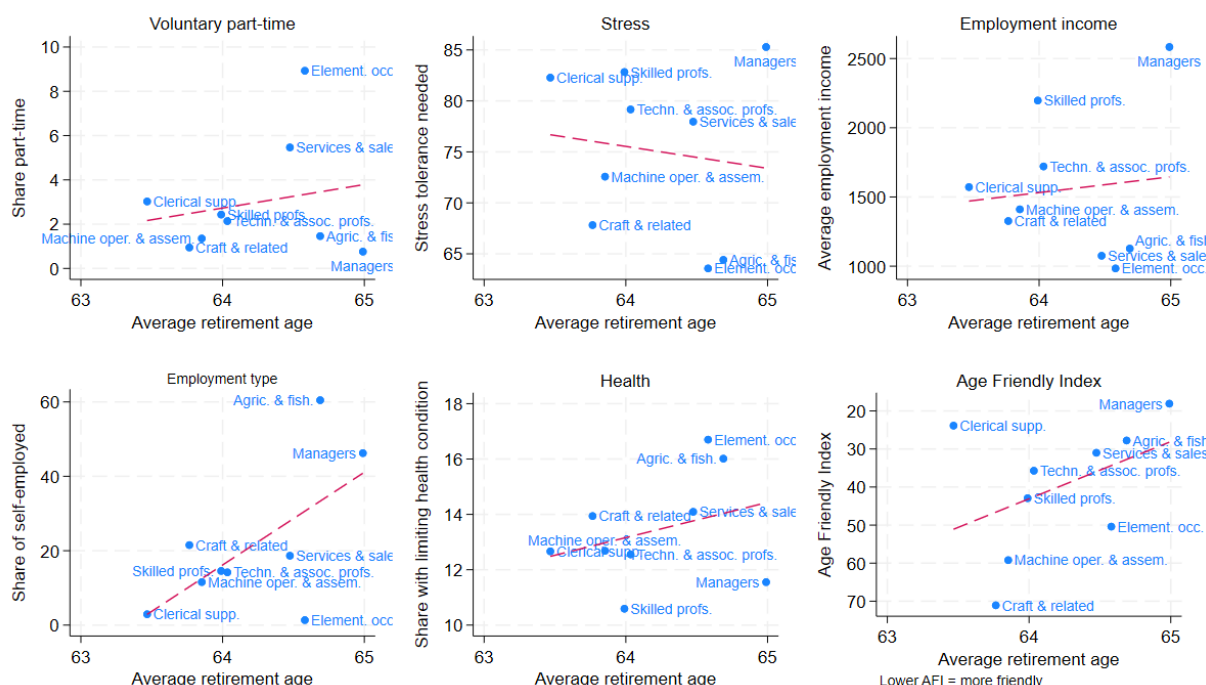 Voluntary part-time
Share part-time
10
8
6
4
2
0
Element. occ
Services & sale
Clerical supp.
Skilled profs.
Techn. & assoc. profs.
Machine oper. & assem.
Craft & related
Agric. & fis
Managers
63
64
65
Average retirement age
Stress
Stress tolerance needed
85
80
75
70
65
Managers
Clerical supp.
Skilled profs.
Techn. & assoc. profs.
Services & sale
Machine oper. & assem.
Craft & related
Agric. & fis
Element. occ
63
64
65
Average retirement age
Employment income
Average employment income
2500
2000
1500
1000
Managers
Skilled profs.
Techn. & assoc. profs.
Clerical supp.
Machine oper. & assem.
Craft & related
Agric. & fish
Services & sale
Element. occ.
63
64
65
Average retirement age
Employment type
Share of self-employed
60
40
20
0
Agric. & fish.
Managers
Craft & related
Services & sale
Skilled profs.
Techn. & assoc. profs.
Machine oper. & assem.
Clerical supp.
Element. occ
63
64
65
Average retirement age
Health
Share with limiting health condition
18
16
14
12
10
Element. occ
Agric. & fish.
Craft & related
Services & sale
Machine oper. & assem.
Clerical supp.
Techn. & assoc. profs.
Managers
Skilled profs.
63
64
65
Average retirement age
Age Friendly Index
Age Friendly Index
20
30
40
50
60
70
Managers
Clerical supp.
Agric. & fish
Services & sales
Techn. & assoc. profs.
Skilled profs.
Element. occ.
Machine oper. & assem.
Craft & related
63
64
65
Average retirement age
Lower AFI = more friendly